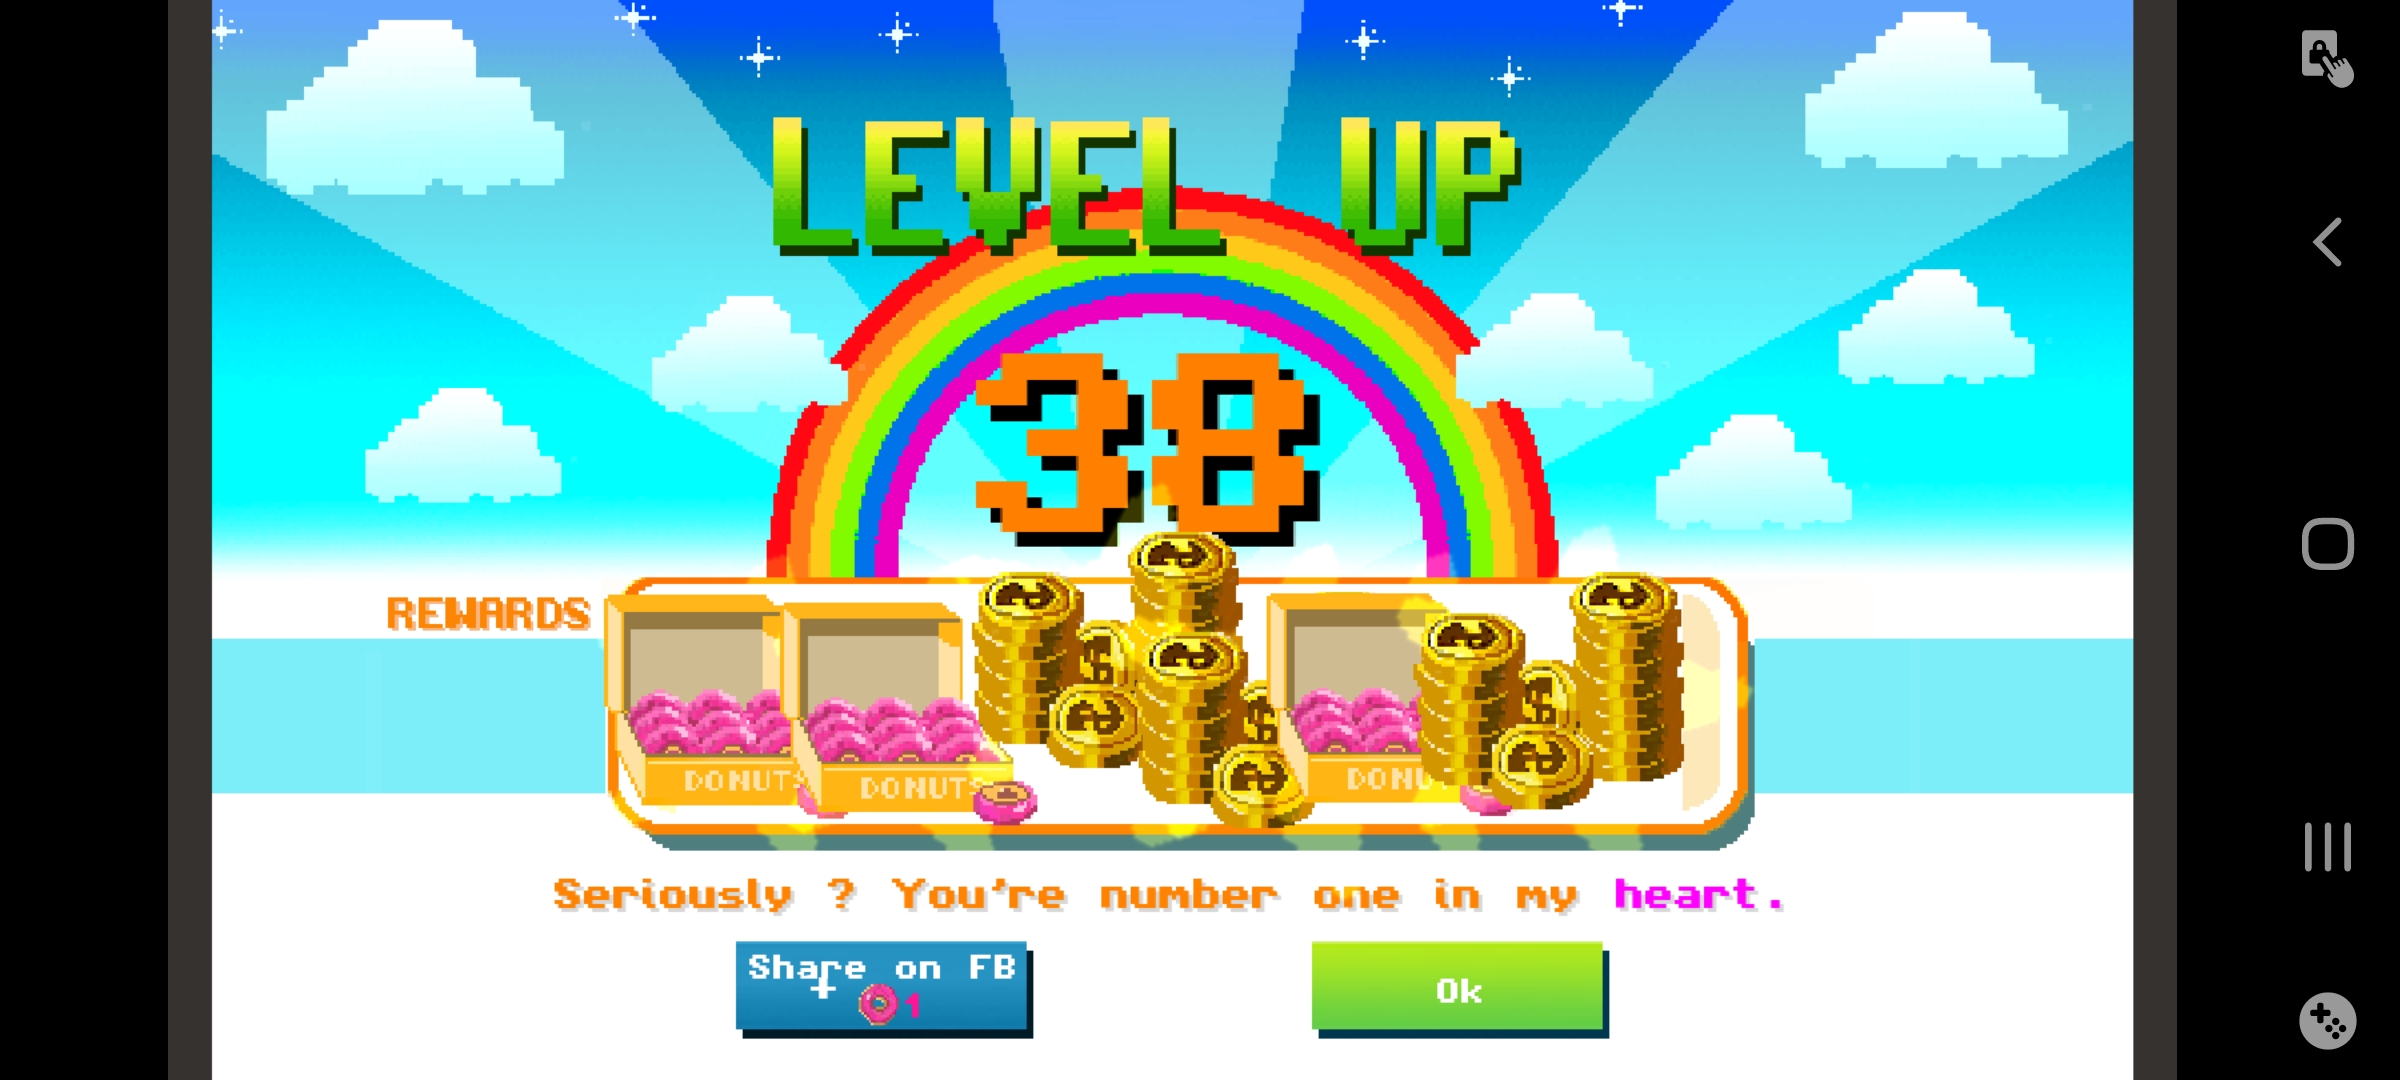 LEVEL UP
38
REWARDS
DONUTS
DONUTS
DONU
Seriously ? You're number one in my heart.
Share on FB
+ 1
Ok